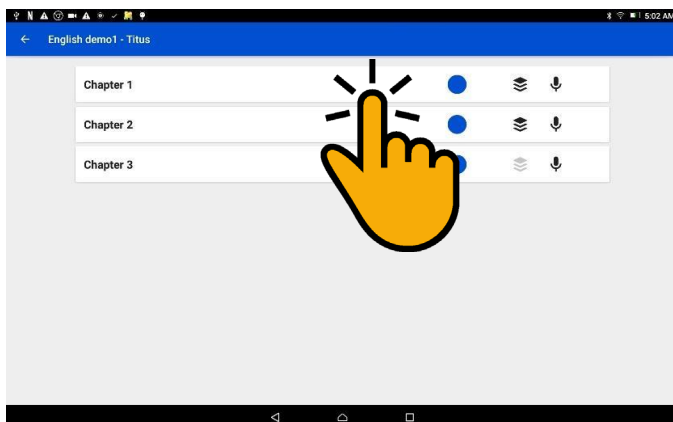 5:02 AM
English demo1 - Titus
Chapter 1
Chapter 2
Chapter 3